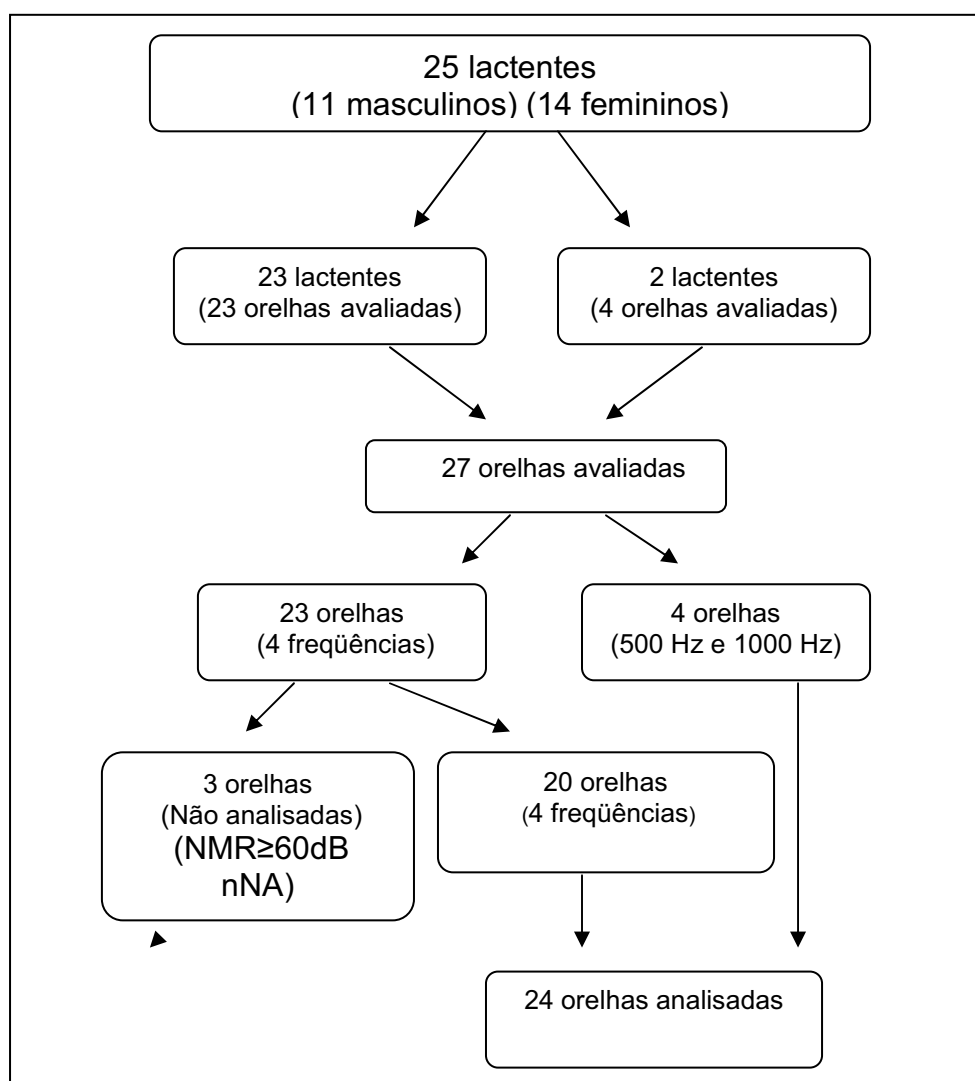 25 lactentes
(11 masculinos) (14 femininos)
23 lactentes
(23 orelhas avaliadas)
2 lactentes
(4 orelhas avaliadas)
27 orelhas avaliadas
23 orelhas
(4 freqüências)
4 orelhas
(500 Hz e 1000 Hz)
3 orelhas
(Não analisadas)
(NMR≥60dB
nNA)
20 orelhas
(4 freqüências)
24 orelhas analisadas